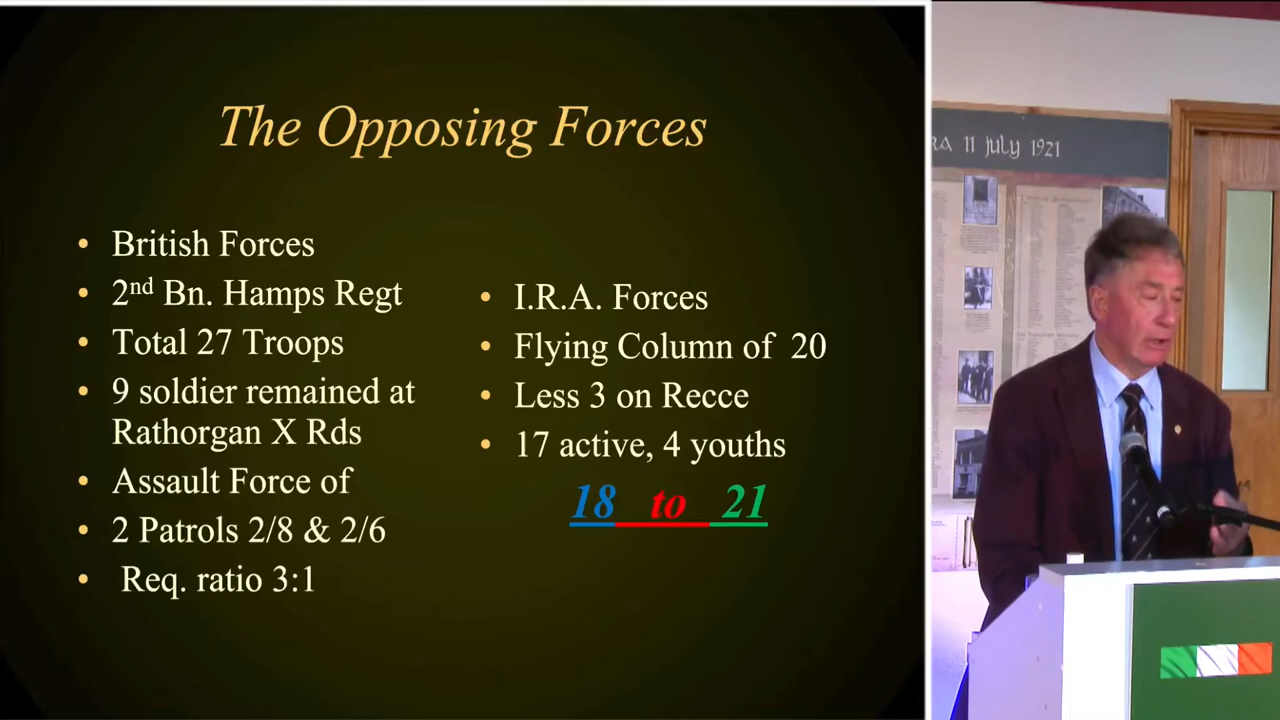 The Opposing Forces
• British Forces
• 2nd Bn. Hamps Regt
• Total 27 Troops
• 9 soldier remained at
Rathorgan X Rds
• Assault Force of
• 2 Patrols 2/8 & 2/6
• Req. ratio 3:1
• I.R.A. Forces
• Flying Column of 20
• Less 3 on Recce
• 17 active, 4 youths
18 to 21
RA 11 july 1921